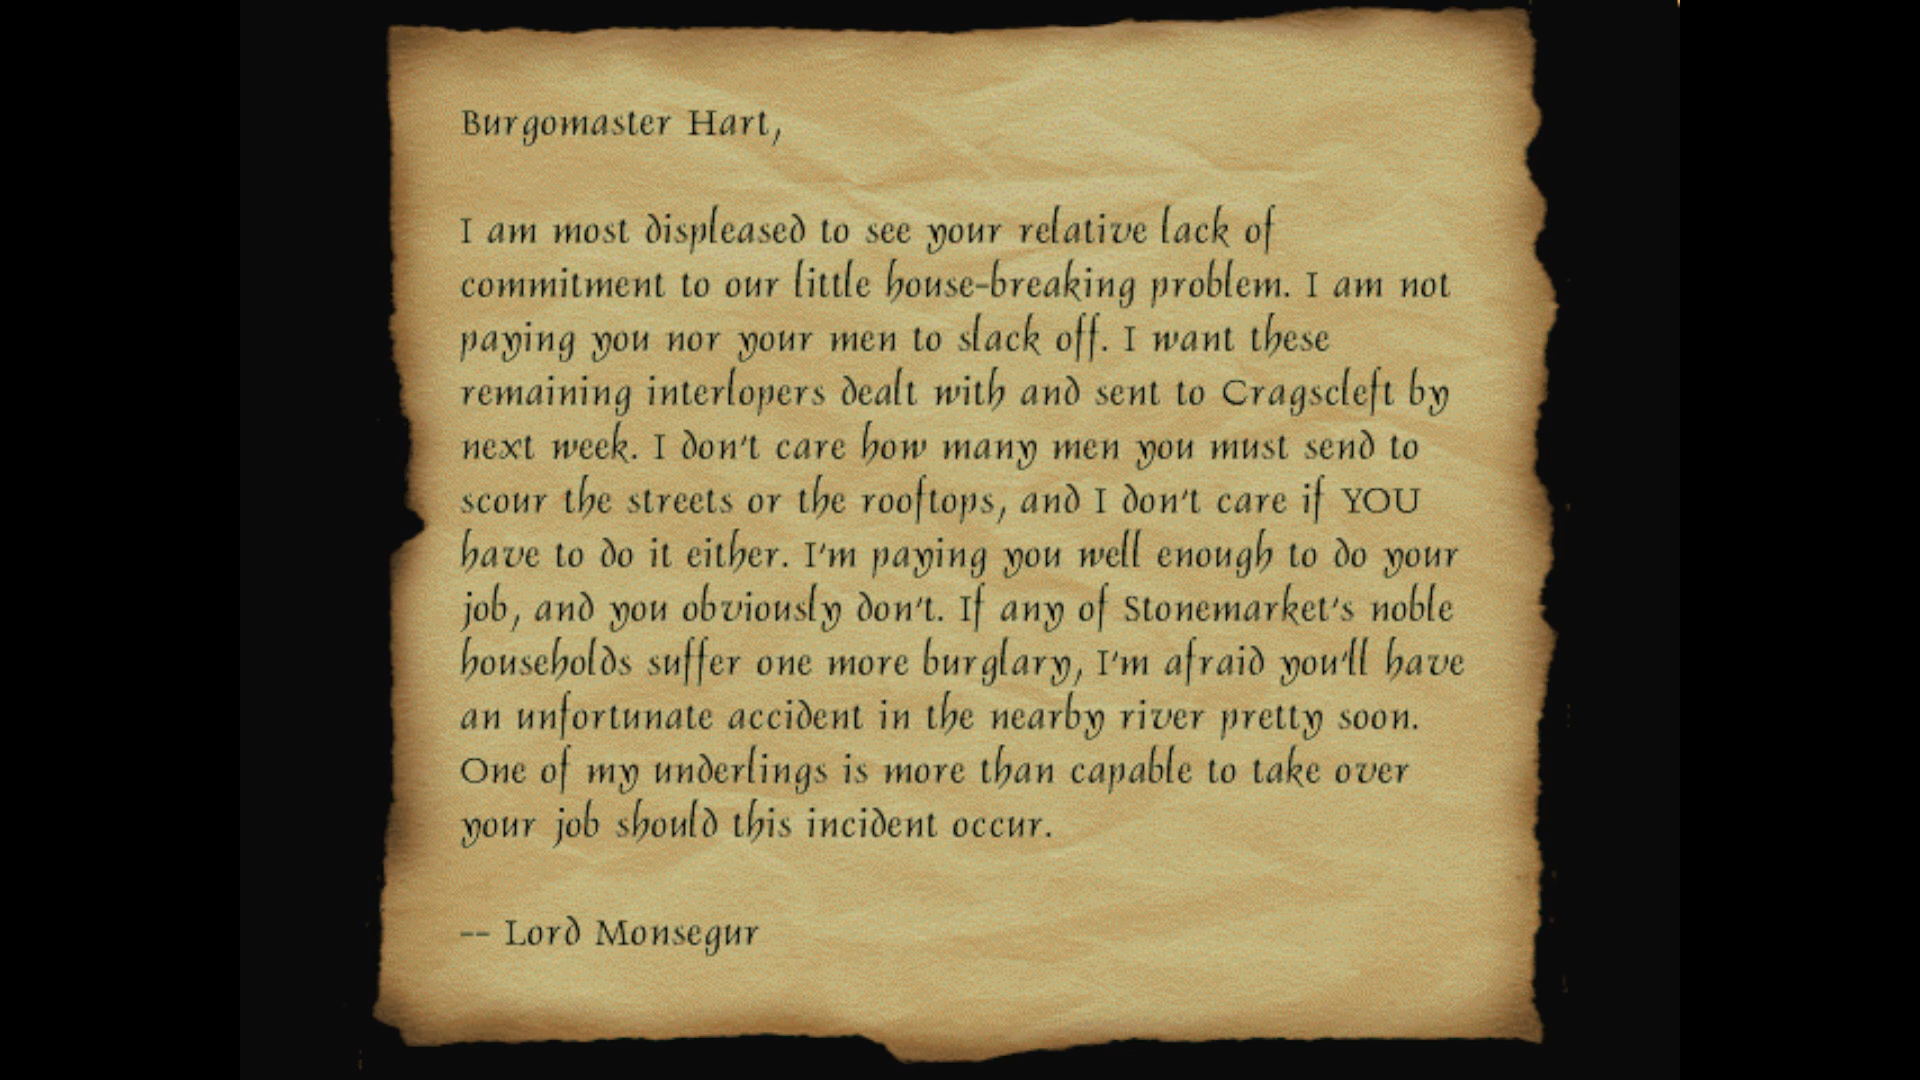 Burgomaster Hart,
I am most displeased to see your relative lack of
commitment to our little house-breaking problem. I am not
paying you nor your men to slack off. I want these
remaining interlopers dealt with and sent to Cragscleft by
next week. I don't care how many men you must send to
scour the streets or the rooftops, and I don't care if YOU
have to do it either. I'm paying you well enough to do your
job, and you obviously don't. If any of Stonemarket's noble
households suffer one more burglary, I'm afraid you'll have
an unfortunate accident in the nearby river pretty soon.
One of my underlings is more than capable to take over
your job should this incident occur.
-- Lord Monsegur